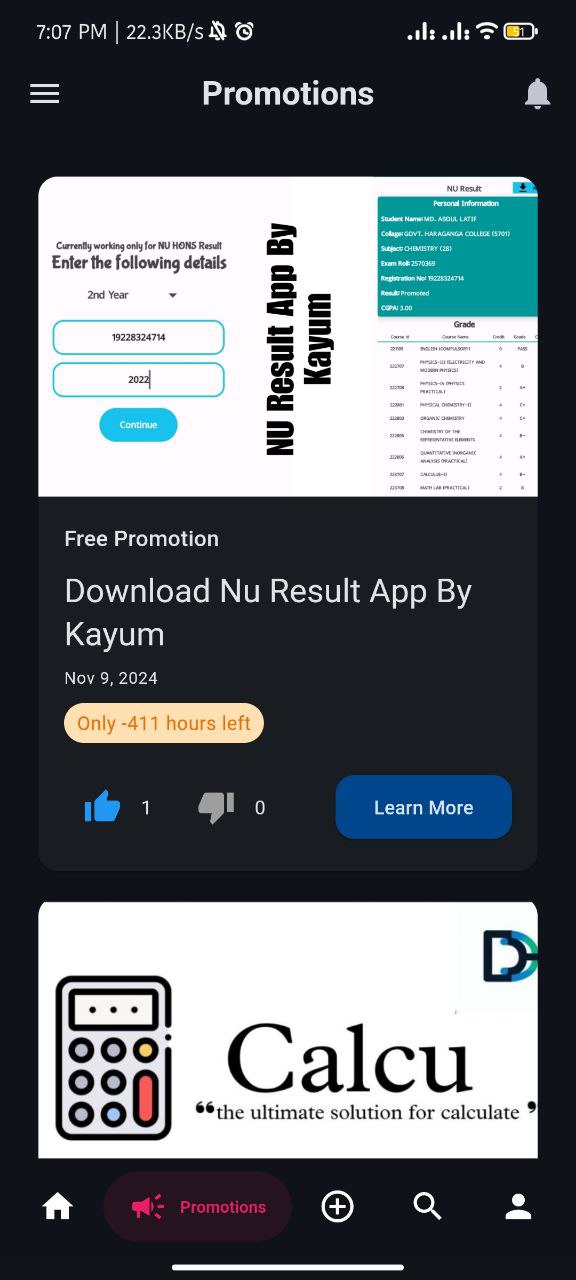 7:07 PM | 22.3KB/s
51
Promotions
Currently working only for NU HONS Result
Enter the following details
2nd Year
19228324714
2022
Continue
NU Result App By
Kayum
NU Result
Personal Information
Student Name: MD. ABDUL LATIF
Collage: GOVT. HARAGANGA COLLEGE (5701)
Subject: CHEMISTRY (28)
Exam Roll: 2570369
Registration No: 19228324714
Result: Promoted
CGPA: 3.00
Grade
Course id Course Name Credit Grade
221109 ENGLISH (COMPULSORY) 0 PASS
222707 PHYSICS-III (ELECTRICITY AND
MODERN PHYSICS) 4 B
222708 PHYSICS-IV (PHYSICS
PRACTICAL) 2 A+
222801 PHYSICAL CHEMISTRY-II 4 C+
222803 ORGANIC CHEMISTRY 4 C+
222805 CHEMISTRY OF THE
REPRESENTATIVE ELEMENTS 4 B-
222806 QUANTITATIVE INORGANIC
ANALYSIS (PRACTICAL) 4 A+
223707 CALCULUS-II 4 B-
223708 MATH LAB (PRACTICAL) 2 B
Free Promotion
Download Nu Result App By
Kayum
Nov 9, 2024
Only -411 hours left
1
0
Learn More
Calcu
“the ultimate solution for calculate ”
Promotions